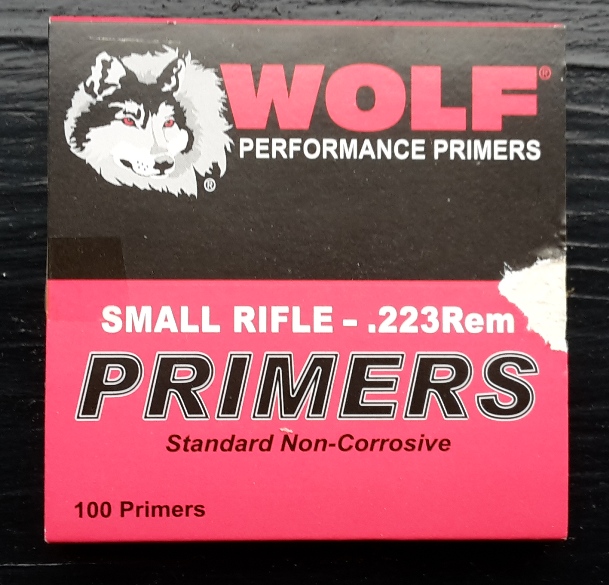 WOLF®
PERFORMANCE PRIMERS
®
SMALL RIFLE - .223Rem
PRIMERS
Standard Non-Corrosive
100 Primers